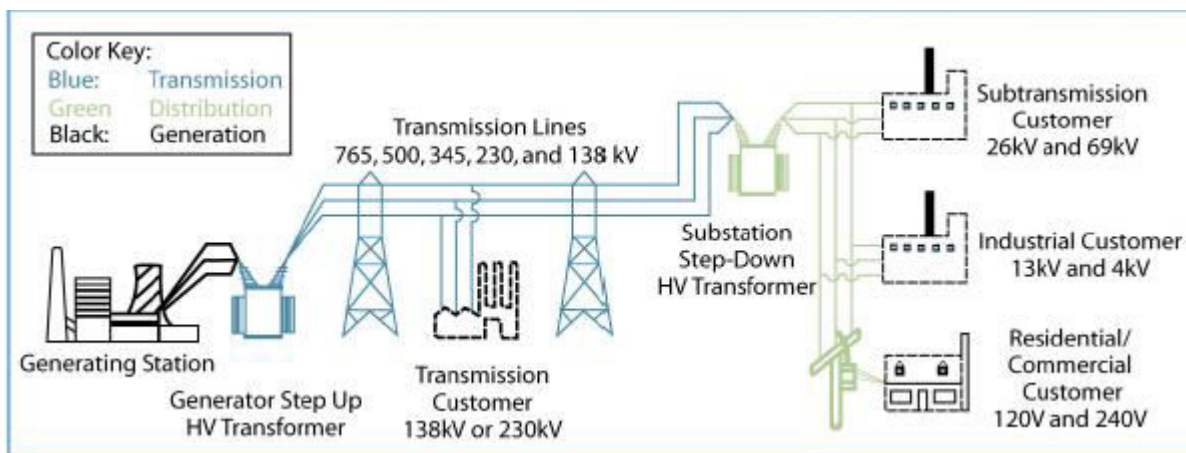 Color Key:
Blue: Transmission
Green Distribution
Black: Generation
Transmission Lines
765, 500, 345, 230, and 138 kV
Generating Station
Generator Step Up
HV Transformer
Transmission
Customer
138kV or 230kV
Substation
Step-Down
HV Transformer
Subtransmission
Customer
26kV and 69kV
Industrial Customer
13kV and 4kV
Residential/
Commercial
Customer
120V and 240V